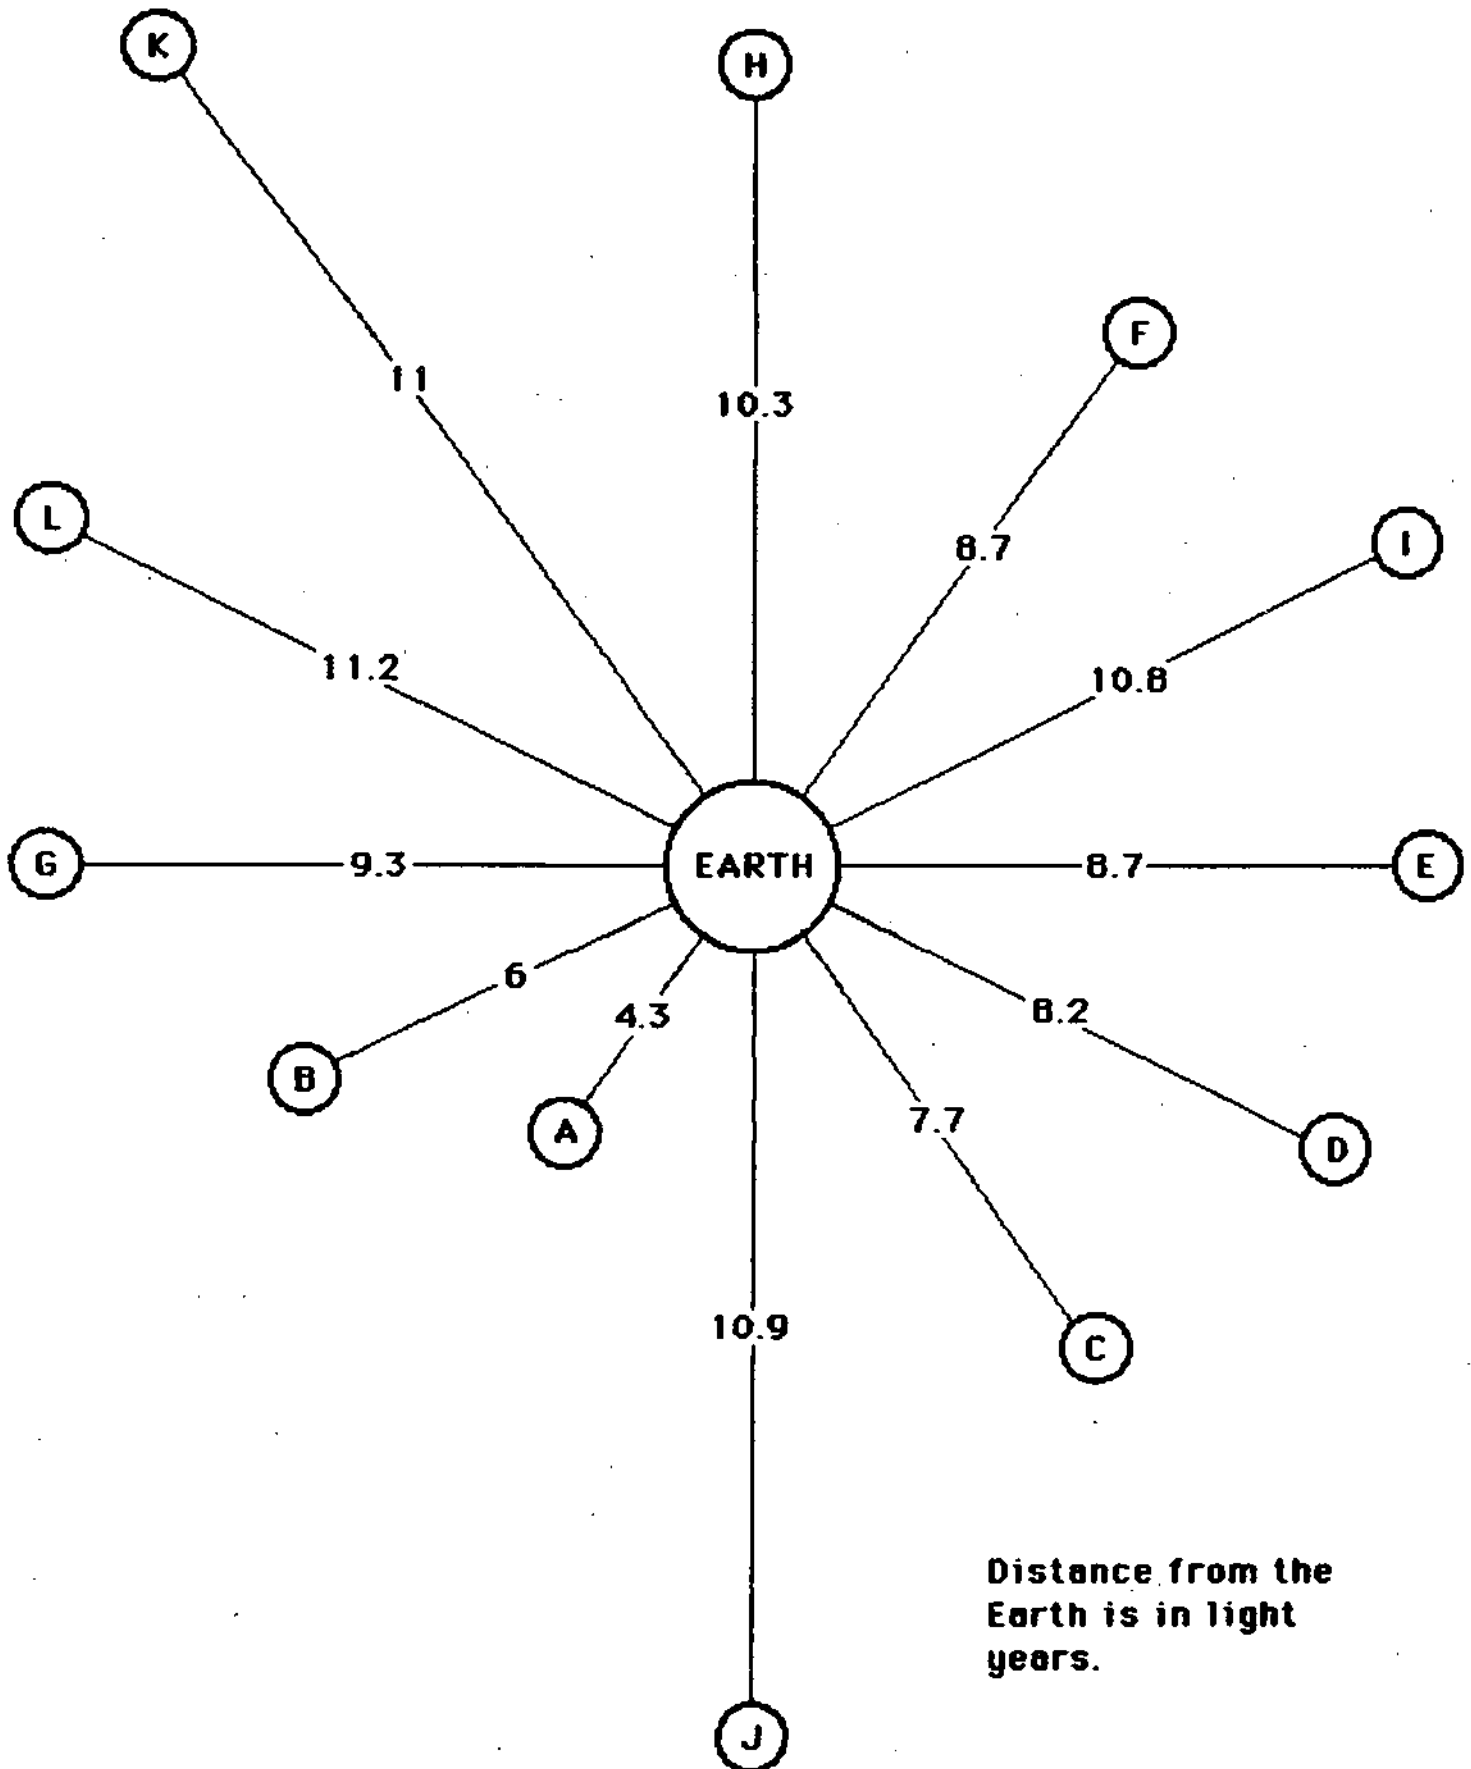 K
H
F
11
10.3
L
I
8.7
11.2
10.8
G
9.3
EARTH
8.7
E
6
4.3
8.2
B
A
7.7
D
10.9
C
Distance from the
Earth is in light
years.
J